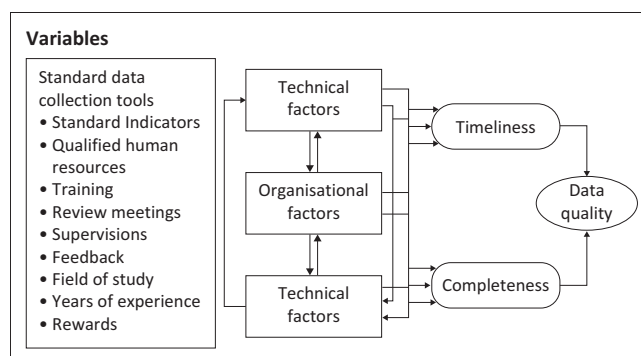 Variables
Standard data
collection tools
• Standard Indicators
• Qualified human
resources
• Training
• Review meetings
• Supervisions
• Feedback
• Field of study
• Years of experience
• Rewards
Technical
factors
Organisational
factors
Technical
factors
Timeliness
Completeness
Data
quality